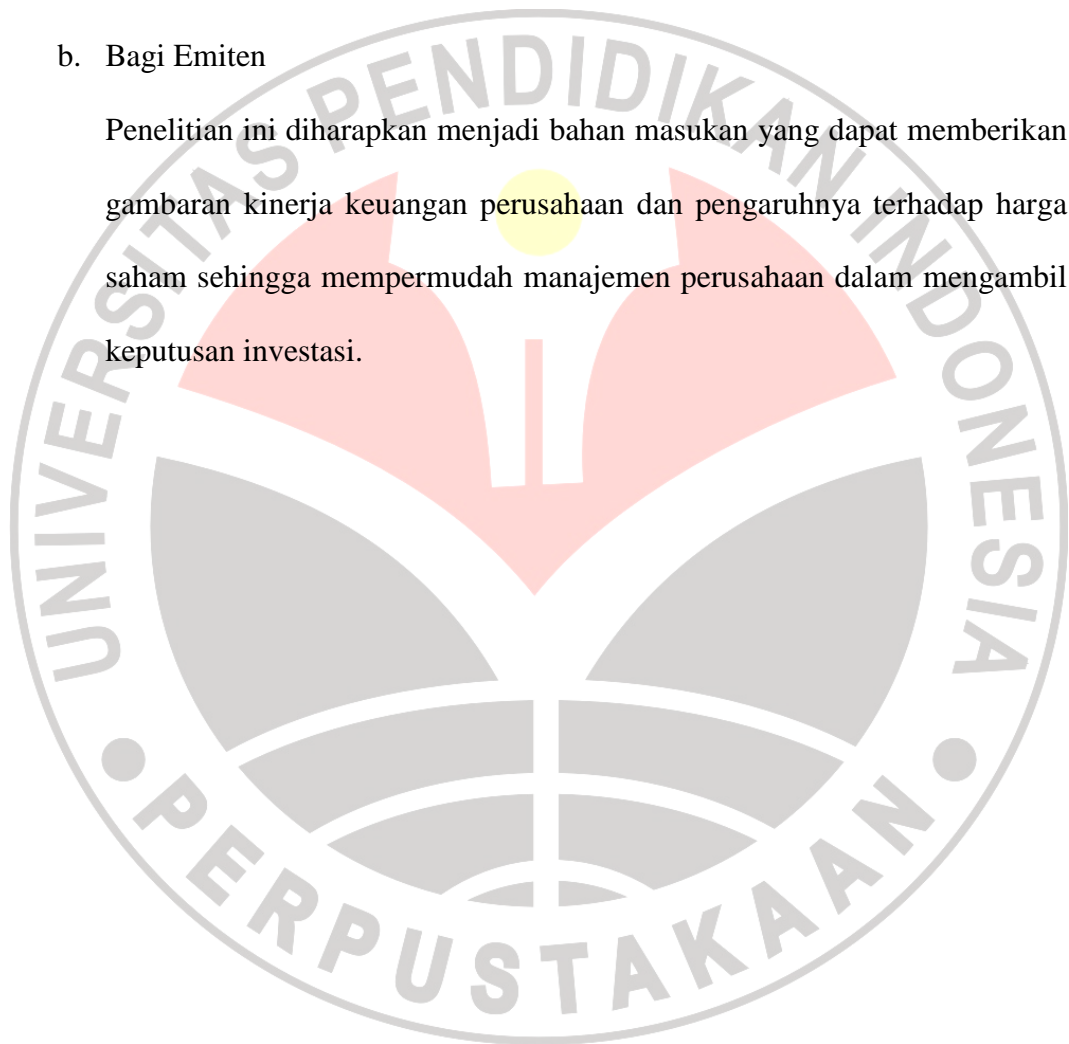 b. Bagi Emiten
Penelitian ini diharapkan menjadi bahan masukan yang dapat memberikan
gambaran kinerja keuangan perusahaan dan pengaruhnya terhadap harga
saham sehingga mempermudah manajemen perusahaan dalam mengambil
keputusan investasi.
UNIVERSITAS PENDIDIKAN INDONESIA
PERPUSTAKAAN